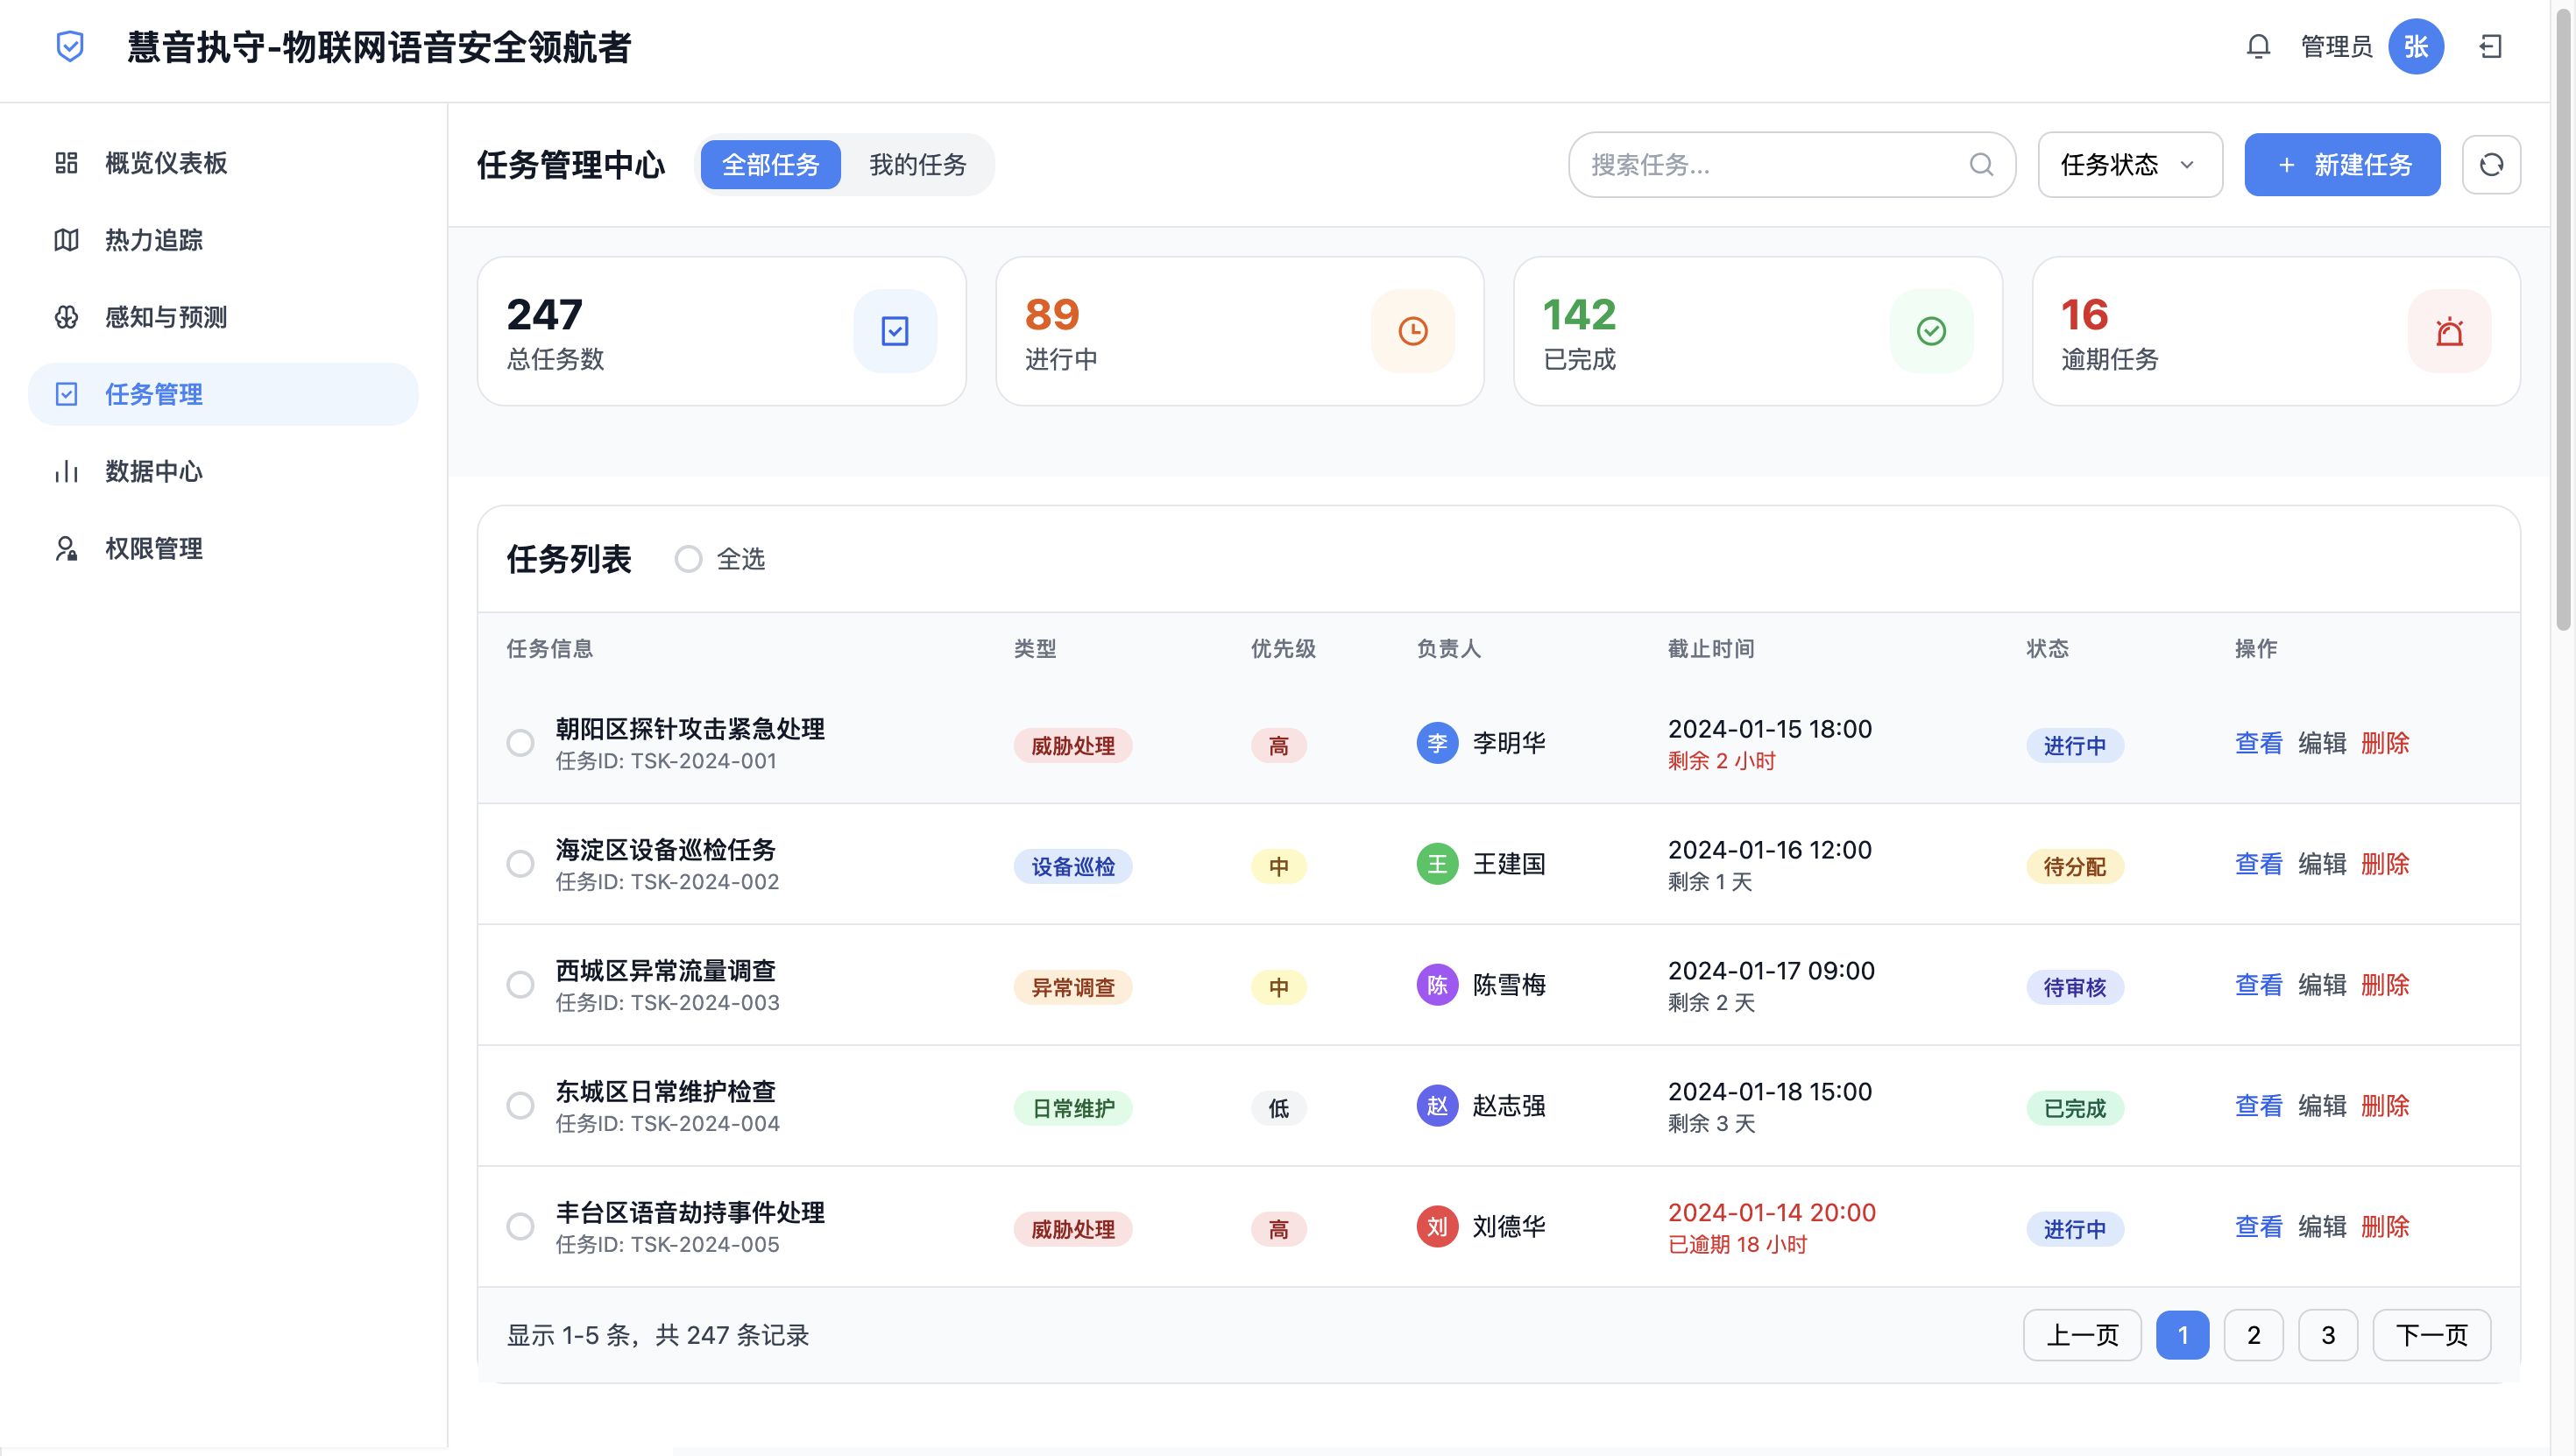 慧音执守-物联网语音安全领航者
管理员 张
概览仪表板
热力追踪
感知与预测
任务管理
数据中心
权限管理
任务管理中心 全部任务 我的任务 搜索任务... 任务状态 + 新建任务
247
总任务数
89
进行中
142
已完成
16
逾期任务
任务列表 全选
任务信息 类型 优先级 负责人 截止时间 状态 操作
朝阳区探针攻击紧急处理
任务ID: TSK-2024-001
威胁处理 高 李 李明华
2024-01-15 18:00
剩余 2 小时
进行中 查看 编辑 删除
海淀区设备巡检任务
任务ID: TSK-2024-002
设备巡检 中 王 王建国
2024-01-16 12:00
剩余 1 天
待分配 查看 编辑 删除
西城区异常流量调查
任务ID: TSK-2024-003
异常调查 中 陈 陈雪梅
2024-01-17 09:00
剩余 2 天
待审核 查看 编辑 删除
东城区日常维护检查
任务ID: TSK-2024-004
日常维护 低 赵 赵志强
2024-01-18 15:00
剩余 3 天
已完成 查看 编辑 删除
丰台区语音劫持事件处理
任务ID: TSK-2024-005
威胁处理 高 刘 刘德华
2024-01-14 20:00
已逾期 18 小时
进行中 查看 编辑 删除
显示 1-5 条，共 247 条记录
上一页 1 2 3 下一页